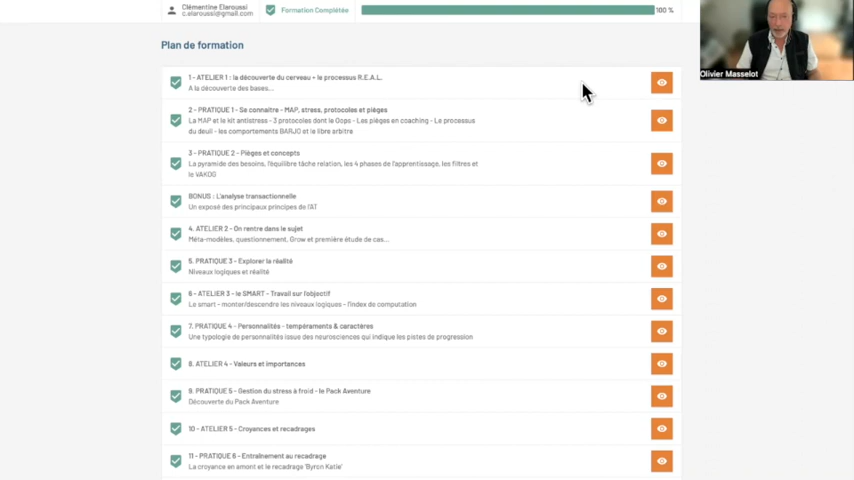 Clémentine Elaroussi
c.elaroussi@gmail.com
Formation Complétée
100 %
Olivier Masselot
Plan de formation
1 - ATELIER 1 : la découverte du cerveau + le processus R.E.A.L.
A la découverte des bases...
2 - PRATIQUE 1 - Se connaitre - MAP, stress, protocoles et pièges
La MAP et le kit antistress - 3 protocoles dont le Gops - Les pièges en coaching - Le processus
du deuil - les comportements BARJO et le libre arbitre
3 - PRATIQUE 2 - Pièges et concepts
La pyramide des besoins, l'équilibre tâche relation, les 4 phases de l'apprentissage, les filtres et
le VAKOG
BONUS : L'analyse transactionnelle
Un exposé des principaux principes de l'AT
4. ATELIER 2 - On rentre dans le sujet
Méta-modèles, questionnement, Grow et première étude de cas...
5. PRATIQUE 3 - Explorer la réalité
Niveaux logiques et réalité
6 - ATELIER 3 - le SMART - Travail sur l'objectif
Le smart - monter/descendre les niveaux logiques - l'index de computation
7. PRATIQUE 4 - Personnalités - tempéraments & caractères
Une typologie de personnalités issue des neurosciences qui indique les pistes de progression
8. ATELIER 4 - Valeurs et importances
9. PRATIQUE 5 - Gestion du stress à froid - le Pack Aventure
Découverte du Pack Aventure
10 - ATELIER 5 - Croyances et recadrages
11 - PRATIQUE 6 - Entraînement au recadrage
La croyance en amont et le recadrage 'Byron Katie'